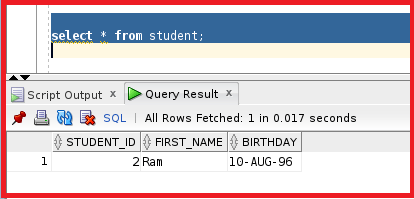 select * from student;
Script Output × Query Result ×
SQL | All Rows Fetched: 1 in 0.017 seconds
STUDENT_ID FIRST_NAME BIRTHDAY
1 2 Ram 10-AUG-96